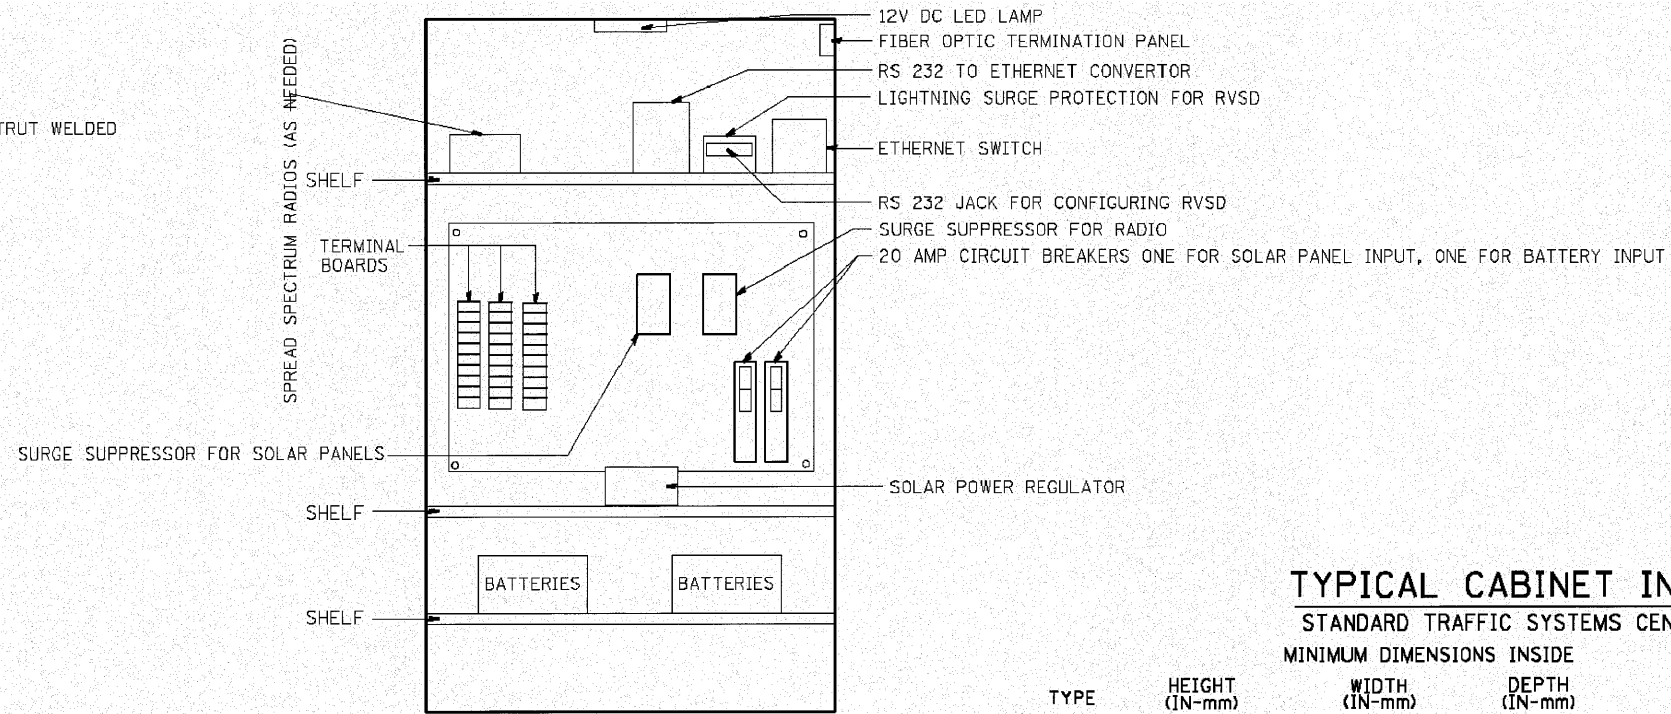 12V DC LED LAMP
FIBER OPTIC TERMINATION PANEL
RS 232 TO ETHERNET CONVERTOR
LIGHTNING SURGE PROTECTION FOR RVSD
TRUT WELDED
ETHERNET SWITCH
SPREAD SPECTRUM RADIOS (AS NEEDED)
SHELF
RS 232 JACK FOR CONFIGURING RVSD
SURGE SUPPRESSOR FOR RADIO
TERMINAL
BOARDS
20 AMP CIRCUIT BREAKERS ONE FOR SOLAR PANEL INPUT, ONE FOR BATTERY INPUT
SURGE SUPPRESSOR FOR SOLAR PANELS
SOLAR POWER REGULATOR
SHELF
BATTERIES BATTERIES
SHELF
TYPICAL CABINET IN
STANDARD TRAFFIC SYSTEMS CEN
MINIMUM DIMENSIONS INSIDE
TYPE HEIGHT (IN-mm) WIDTH (IN-mm) DEPTH (IN-mm)